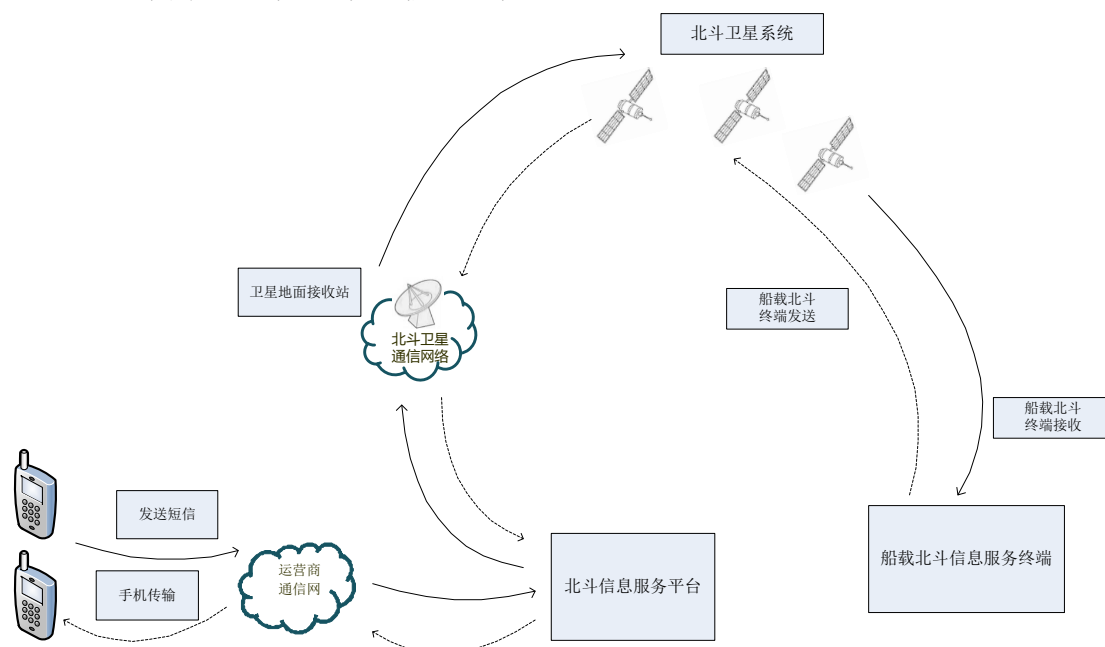 北斗卫星系统
卫星地面接收站
北斗卫星
通信网络
船载北斗
终端发送
船载北斗
终端接收
发送短信
手机传输
运营商
通信网
北斗信息服务平台
船载北斗信息服务终端